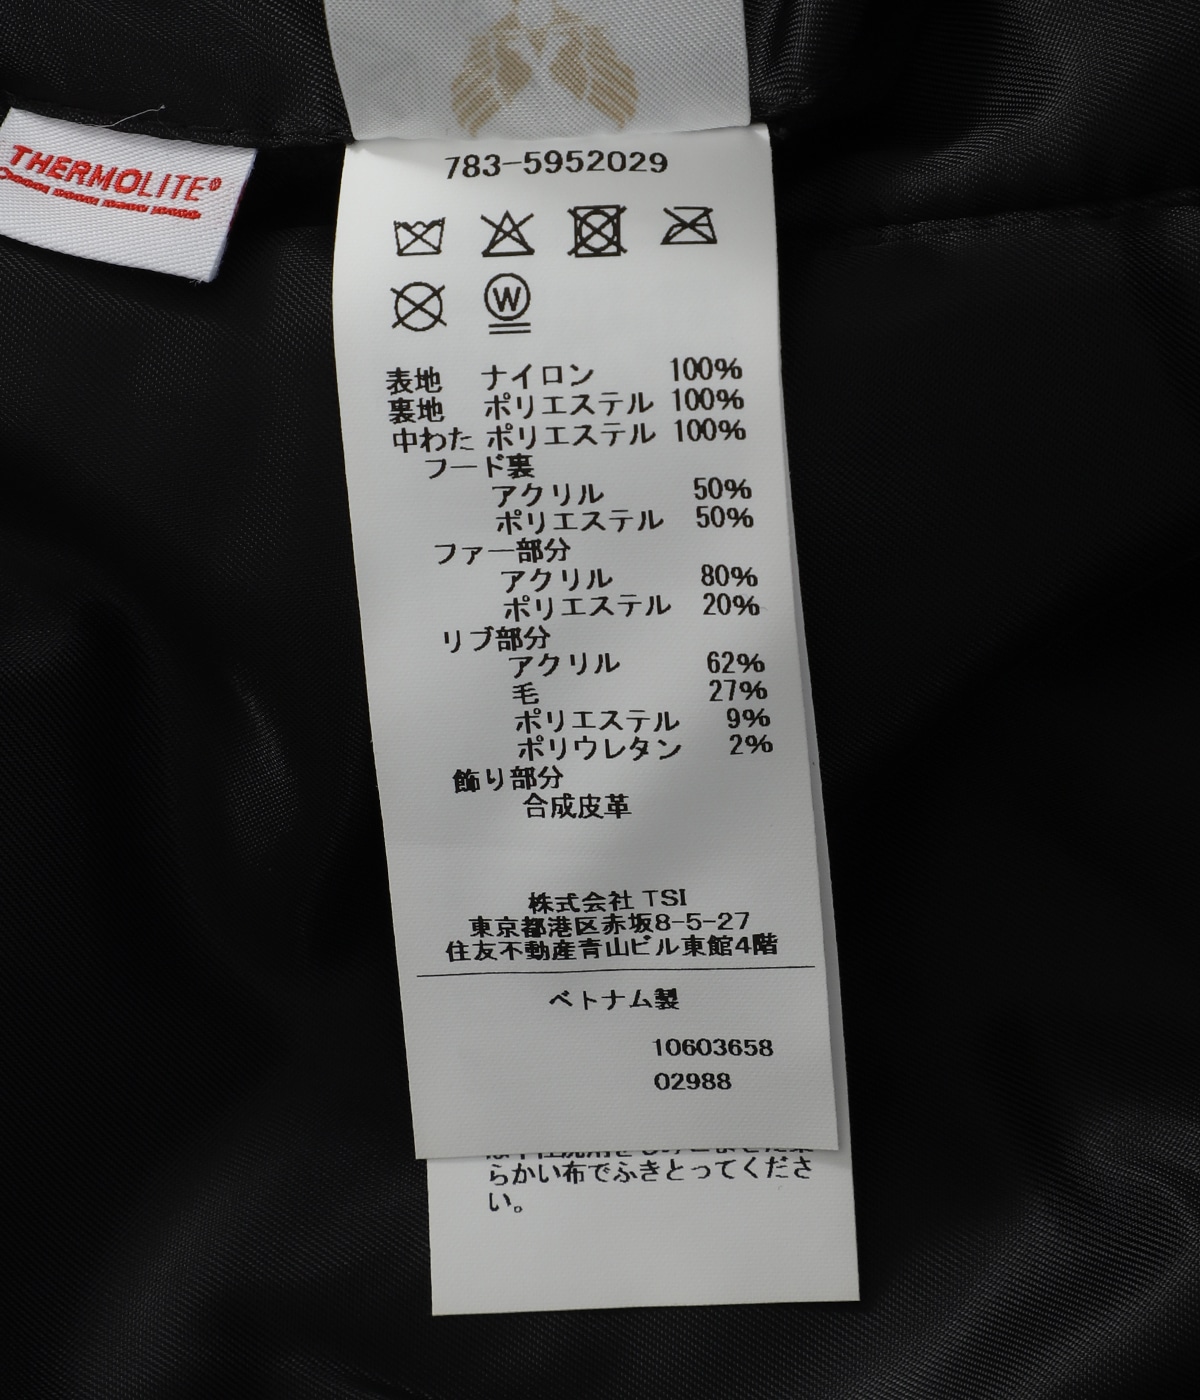 THERMOLITE®
783-5952029
W
表地 ナイロン 100%
裏地 ポリエステル 100%
中わた ポリエステル 100%
フード裏
アクリル 50%
ポリエステル 50%
ファー部分
アクリル 80%
ポリエステル 20%
リブ部分
アクリル 62%
毛 27%
ポリエステル 9%
ポリウレタン 2%
飾り部分
合成皮革
株式会社 TSI
東京都港区赤坂8-5-27
住友不動産青山ビル東館4階
ベトナム製
10603658
02988
らかい布でふきとってくださ
い。